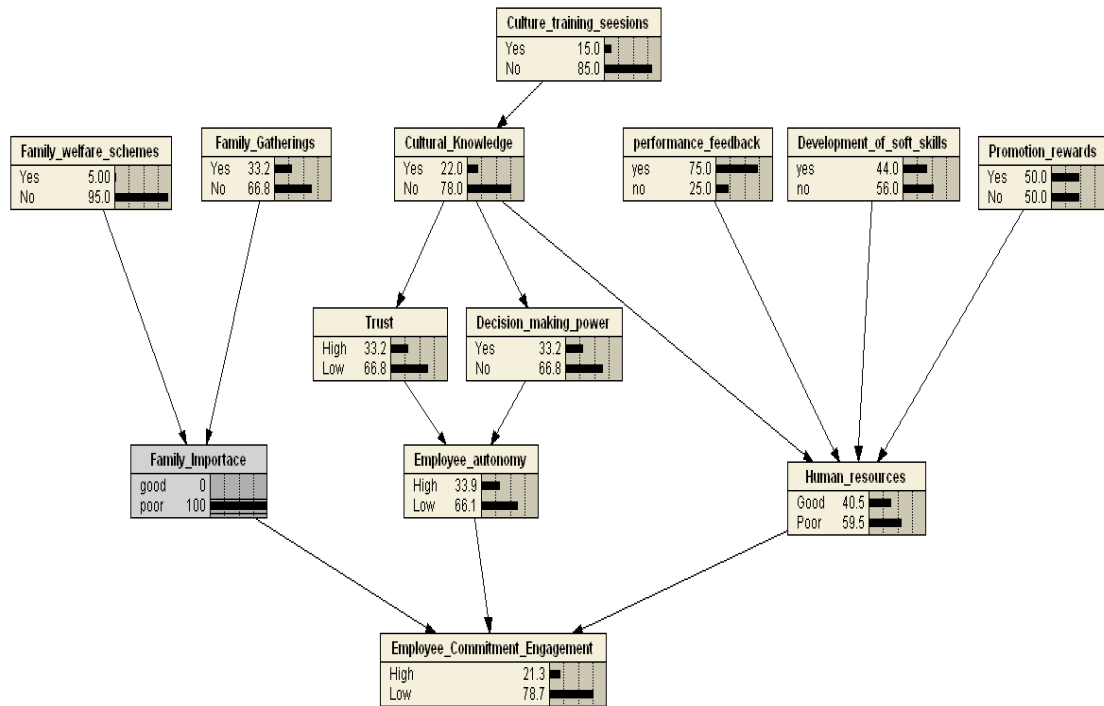 Culture_training_seesions
Yes 15.0
No 85.0
Family_welfare_schemes
Yes 5.00
No 95.0
Family_Gatherings
Yes 33.2
No 66.8
Cultural_Knowledge
Yes 22.0
No 78.0
performance_feedback
yes 75.0
no 25.0
Development_of_soft_skills
yes 44.0
no 56.0
Promotion_rewards
Yes 50.0
No 50.0
Trust
High 33.2
Low 66.8
Decision_making_power
Yes 33.2
No 66.8
Family_Importace
good 0
poor 100
Employee_autonomy
High 33.9
Low 66.1
Human_resources
Good 40.5
Poor 59.5
Employee_Commitment_Engagement
High 21.3
Low 78.7